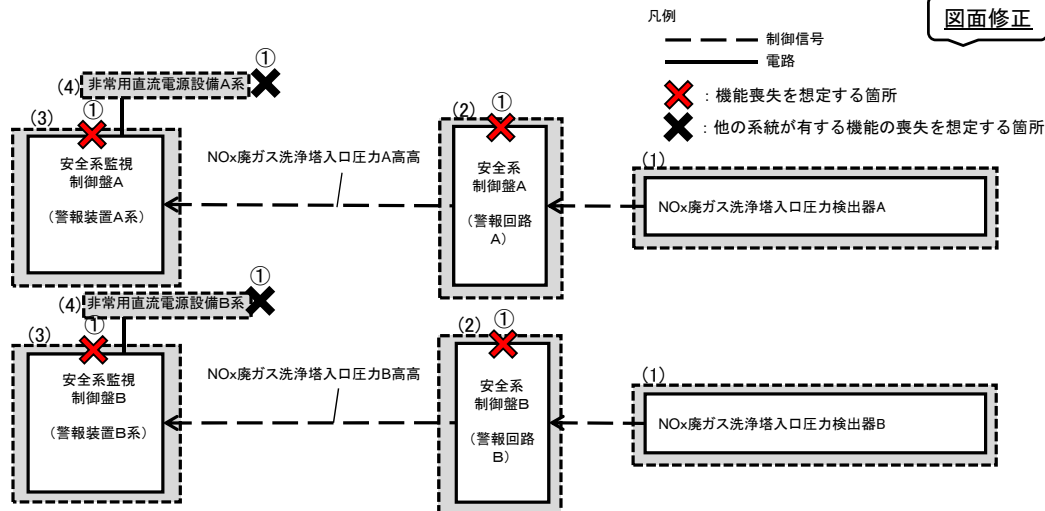 凡例
図面修正
制御信号
電路
：機能喪失を想定する箇所
：他の系統が有する機能の喪失を想定する箇所
①
(4)
非常用直流電源設備A系
(3)
①
安全系監視
制御盤A
（警報装置A系）
NOx廃ガス洗浄塔入口圧力A高高
(2)
①
安全系
制御盤A
（警報回路
A）
(1)
NOx廃ガス洗浄塔入口圧力検出器A
①
(4)
非常用直流電源設備B系
(3)
①
安全系監視
制御盤B
（警報装置B系）
NOx廃ガス洗浄塔入口圧力B高高
(2)
①
安全系
制御盤B
（警報回路
B）
(1)
NOx廃ガス洗浄塔入口圧力検出器B